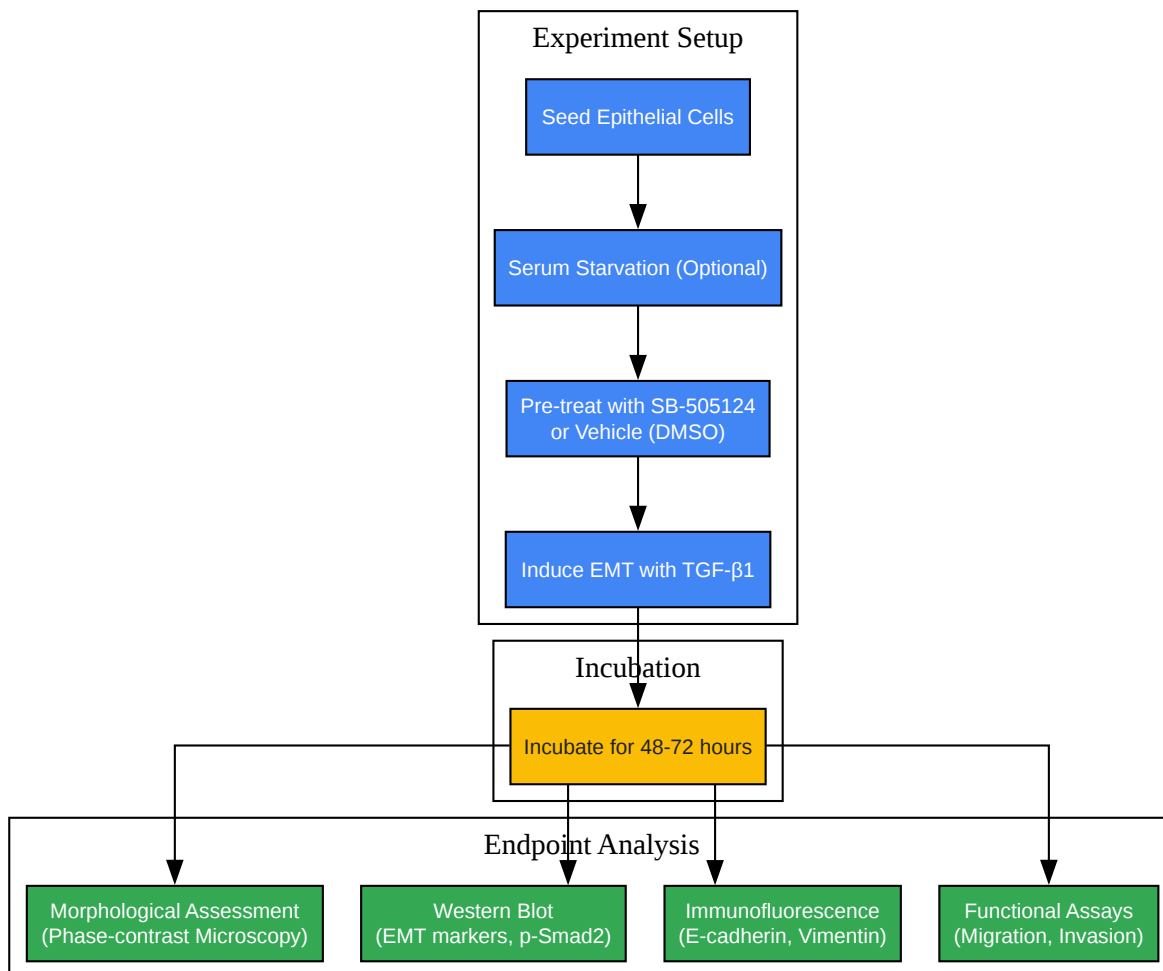 Experiment Setup
Seed Epithelial Cells
Serum Starvation (Optional)
Pre-treat with SB-505124
or Vehicle (DMSO)
Induce EMT with TGF-β1
Incubation
Incubate for 48-72 hours
Endpoint Analysis
Morphological Assessment
(Phase-contrast Microscopy)
Western Blot
(EMT markers, p-Smad2)
Immunofluorescence
(E-cadherin, Vimentin)
Functional Assays
(Migration, Invasion)